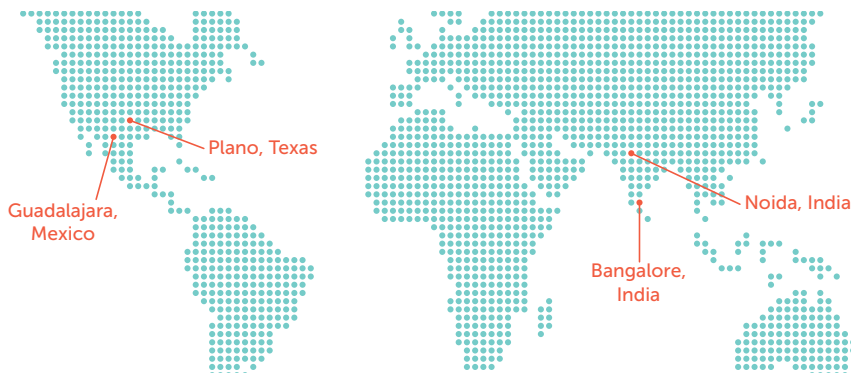 Plano, Texas
Guadalajara,
Mexico
Noida, India
Bangalore,
India